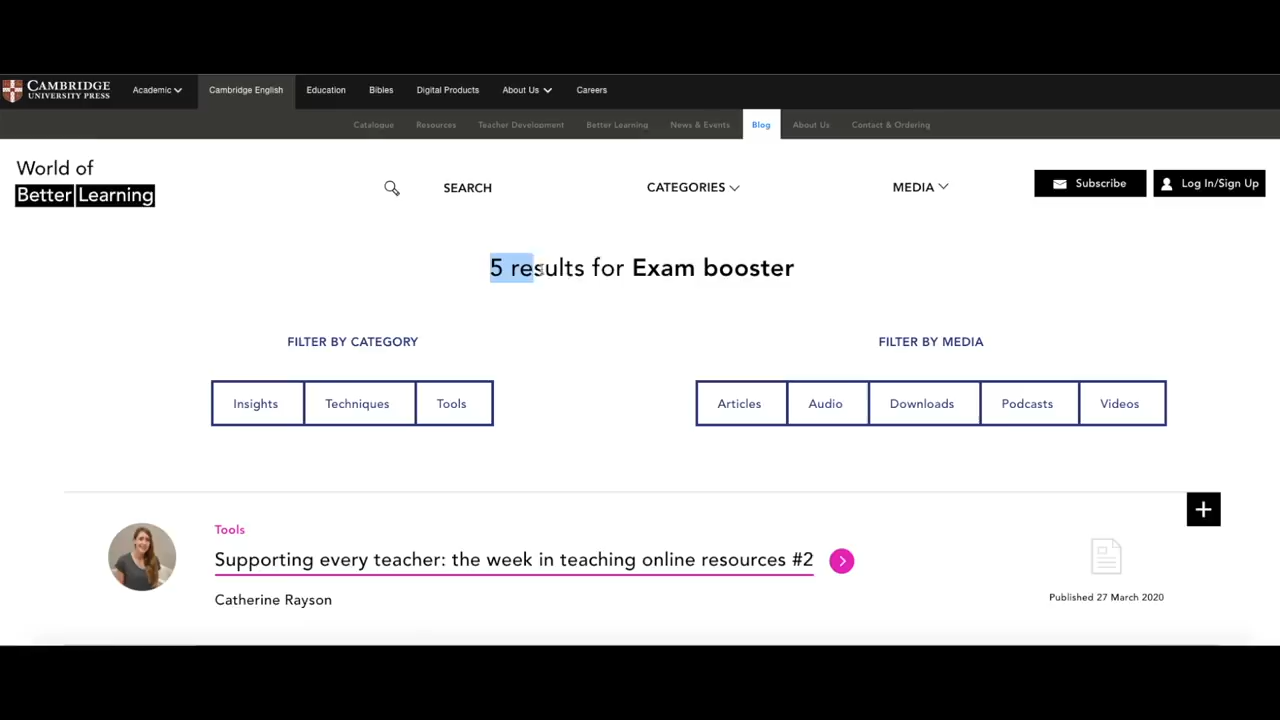 CAMBRIDGE
UNIVERSITY PRESS
Academic
Cambridge English
Education
Bibles
Digital Products
About Us
Careers
Catalogue
Resources
Teacher Development
Better Learning
News & Events
Blog
About Us
Contact & Ordering
World of
Better Learning
SEARCH
CATEGORIES
MEDIA
Subscribe
Log In/Sign Up
5 results for Exam booster
FILTER BY CATEGORY
Insights
Techniques
Tools
FILTER BY MEDIA
Articles
Audio
Downloads
Podcasts
Videos
Tools
Supporting every teacher: the week in teaching online resources #2
Catherine Rayson
Published 27 March 2020